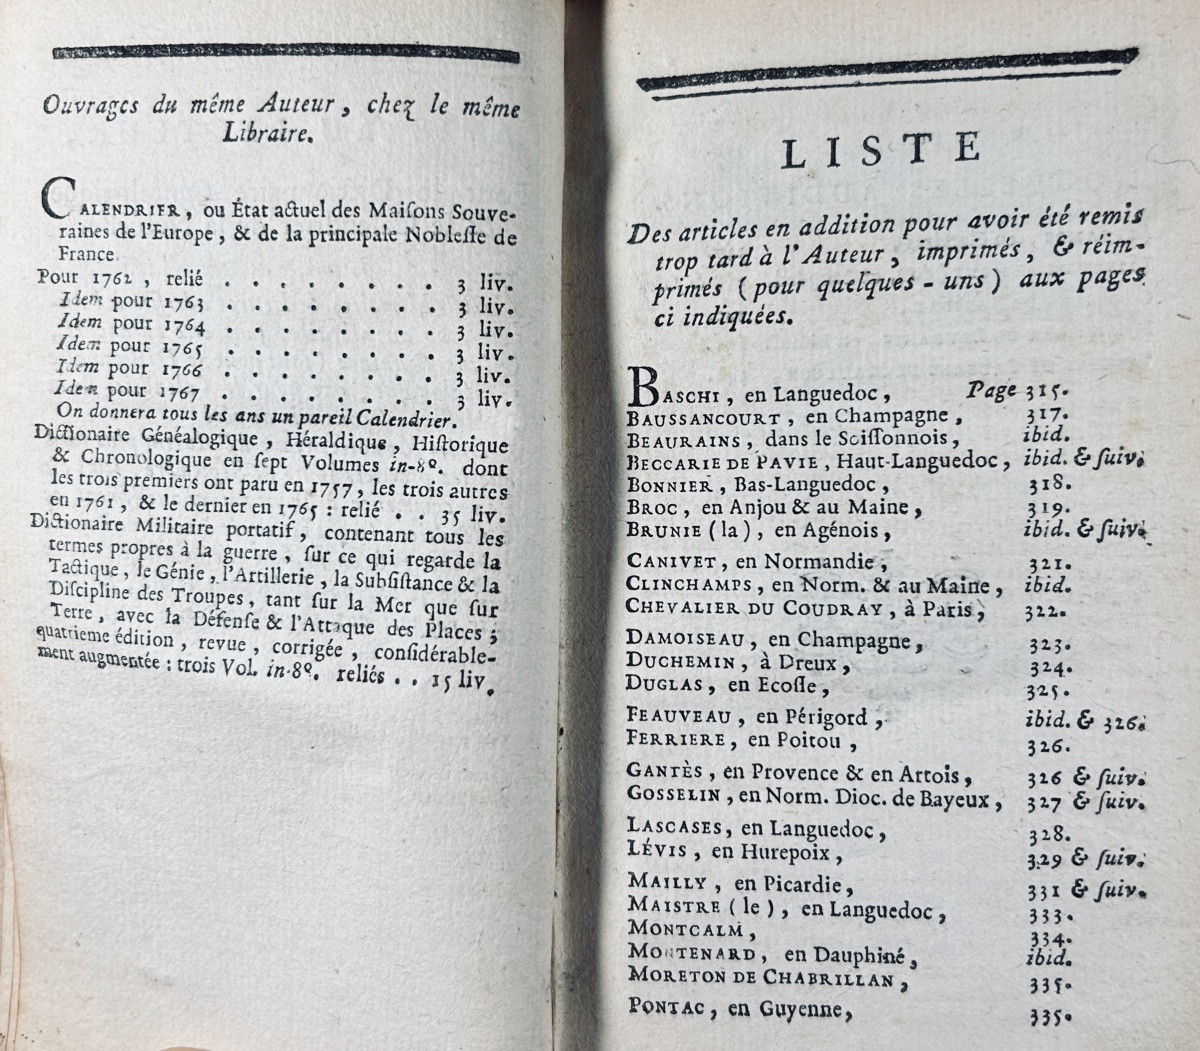 Ouvrages du même Auteur, chez le même
Libraire.
CALENDRIER, ou État actuel des Maiſons Souve-
raines de l'Europe, & de la principale Nobleſſe de
France.
Pour 1762, relié . . . . . . . . 3 liv.
Idem pour 1763 . . . . . . . . 3 liv.
Idem pour 1764 . . . . . . . . 3 liv.
Idem pour 1765 . . . . . . . . 3 liv.
Idem pour 1766 . . . . . . . . 3 liv.
Idem pour 1767 . . . . . . . . 3 liv.
On donnera tous les ans un pareil Calendrier.
Dictionaire Généalogique, Héraldique, Hiſtorique
& Chronologique en ſept Volumes in-8º. dont
les trois premiers ont paru en 1757, les trois autres
en 1761, & le dernier en 1765 : relié . . 35 liv.
Dictionaire Militaire portatif, contenant tous les
termes propres à la guerre, ſur ce qui regarde la
Tactique, le Génie, l'Artillerie, la Subſiſtance & la
Diſcipline des Troupes, tant ſur la Mer que ſur
Terre, avec la Défenſe & l'Attaque des Places ;
quatrieme édition, revue, corrigée, conſidérable-
ment augmentée : trois Vol. in-8º. reliés . . 15 liv.
LISTE
Des articles en addition pour avoir été remis
trop tard à l'Auteur, imprimés, & réim-
primés (pour quelques-uns) aux pages
ci indiquées.
BASCHI, en Languedoc, Page 315.
BAUSSANCOURT, en Champagne, 317.
BEAURAINS, dans le Soiſſonnois, ibid.
BECCARIE DE PAVIE, Haut-Languedoc, ibid. & ſuiv.
BONNIER, Bas-Languedoc, 318.
BROC, en Anjou & au Maine, 319.
BRUNIE (la), en Agénois, ibid. & ſuiv.
CANIVET, en Normandie, 321.
CLINCHAMPS, en Norm. & au Maine, ibid.
CHEVALIER DU COUDRAY, à Paris, 322.
DAMOISEAU, en Champagne, 323.
DUCHEMIN, à Dreux, 324.
DUGLAS, en Ecoſſe, 325.
FEAUVEAU, en Périgord, ibid. & 326.
FERRIERE, en Poitou, 326.
GANTÈS, en Provence & en Artois, 326 & ſuiv.
GOSSELIN, en Norm. Dioc. de Bayeux, 327 & ſuiv.
LASCASES, en Languedoc, 328.
LÉVIS, en Hurepoix, 329 & ſuiv.
MAILLY, en Picardie, 331 & ſuiv.
MAISTRE (le), en Languedoc, 333.
MONTCALM, 334.
MONTENARD, en Dauphiné, ibid.
MORETON DE CHABRILLAN, 335.
PONTAC, en Guyenne, 335.